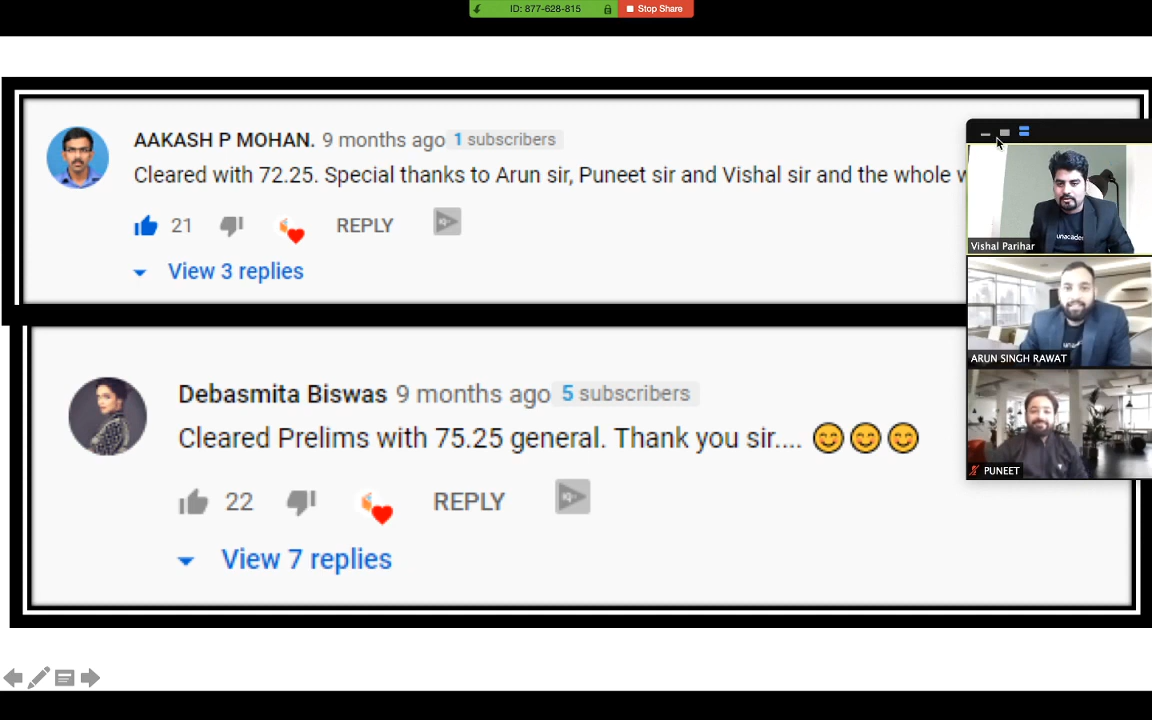 ID: 877-628-815
Stop Share
AAKASH P MOHAN. 9 months ago 1 subscribers
Cleared with 72.25. Special thanks to Arun sir, Puneet sir and Vishal sir and the whole
21 REPLY
View 3 replies
Vishal Parihar
ARUN SINGH RAWAT
PUNEET
Debasmita Biswas 9 months ago 5 subscribers
Cleared Prelims with 75.25 general. Thank you sir.... 😊😊😊
22 REPLY
View 7 replies